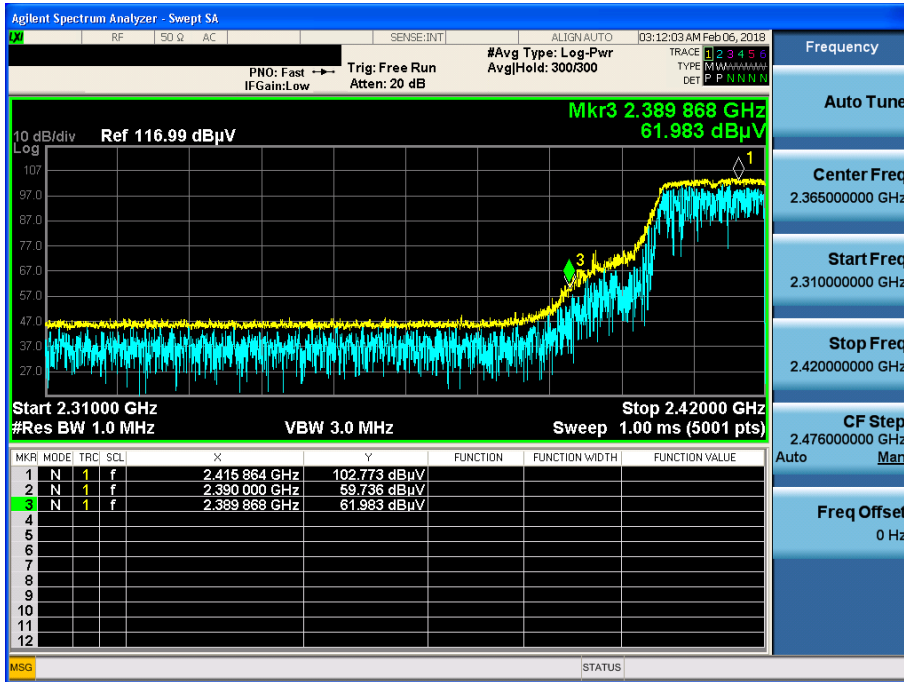 Agilent Spectrum Analyzer - Swept SA
LXI RF 50 Ω AC SENSE:INT ALIGN AUTO 03:12:03 AM Feb 06, 2018
Frequency
PNO: Fast
IFGain:Low
Trig: Free Run
Atten: 20 dB
#Avg Type: Log-Pwr
Avg|Hold: 300/300
TRACE 1 2 3 4 5 6
TYPE M WWWWWW
DET P P N N N N
Auto Tune
Mkr3 2.389 868 GHz
61.983 dBµV
10 dB/div Ref 116.99 dBµV
Log
107
97.0
87.0
77.0
67.0
57.0
47.0
37.0
27.0
1
3
Center Freq
2.365000000 GHz
Start Freq
2.310000000 GHz
Stop Freq
2.420000000 GHz
Start 2.31000 GHz Stop 2.42000 GHz
#Res BW 1.0 MHz VBW 3.0 MHz Sweep 1.00 ms (5001 pts)
CF Step
2.476000000 GHz
Auto Man
MKR MODE TRC SCL X Y FUNCTION FUNCTION WIDTH FUNCTION VALUE
1 N 1 f 2.415 864 GHz 102.773 dBµV
2 N 1 f 2.390 000 GHz 59.736 dBµV
3 N 1 f 2.389 868 GHz 61.983 dBµV
4
5
6
7
8
9
10
11
12
Freq Offset
0 Hz
MSG STATUS